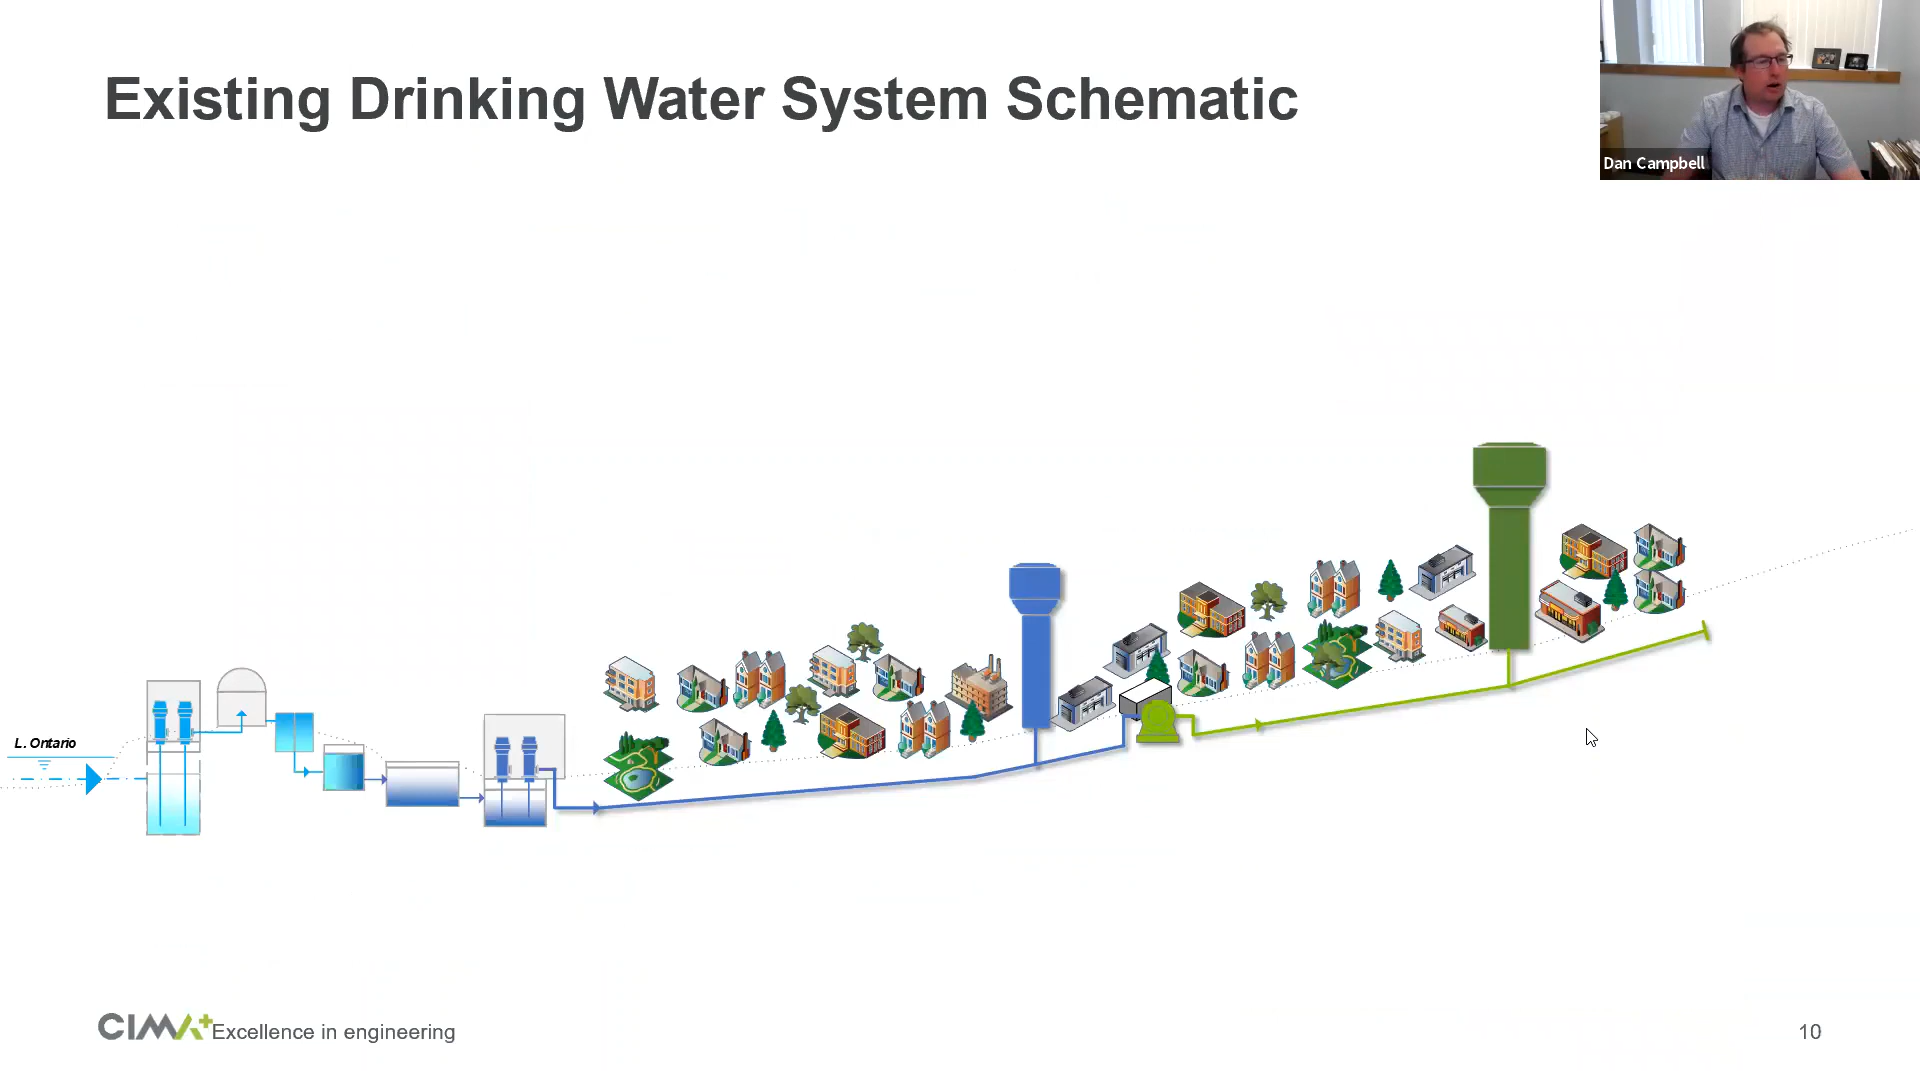 Existing Drinking Water System Schematic
Dan Campbell
L. Ontario
CIMA+ Excellence in engineering
10